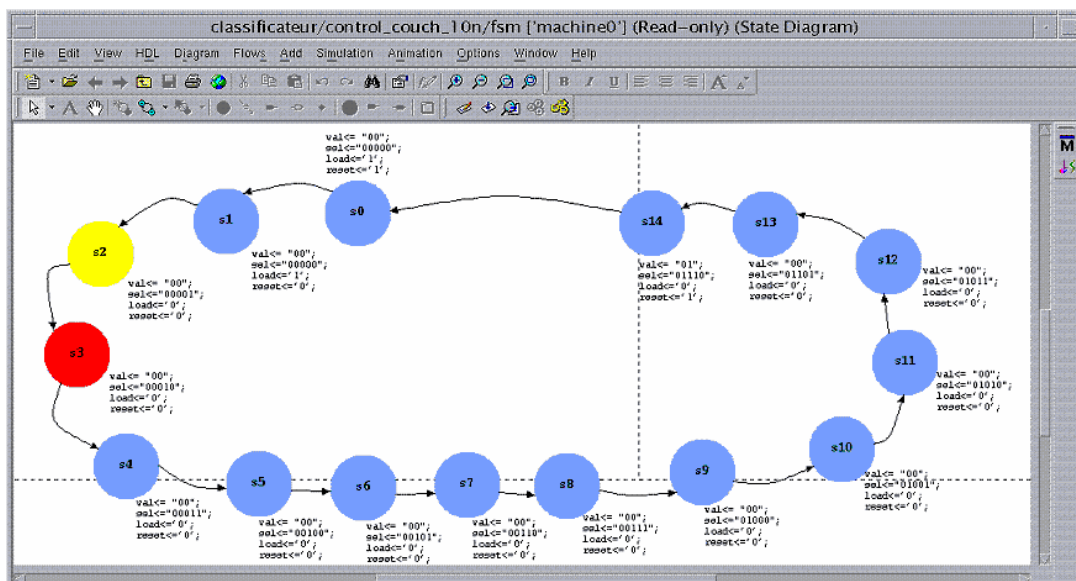 classificateur/control_couch_10n/fsm ['machine0'] (Read-only) (State Diagram)
File Edit View HDL Diagram Flows Add Simulation Animation Options Window Help
B I U A A
A
M
val<= "00";
sel<="00000";
load<='1';
reset<='1';
s0
s1
val<= "00";
sel<="00000";
load<='1';
reset<='0';
s2
val<= "00";
sel<="00001";
load<='0';
reset<='0';
s3
val<= "00";
sel<="00010";
load<='0';
reset<='0';
s4
val<= "00";
sel<="00011";
load<='0';
reset<='0';
s5
val<= "00";
sel<="00100";
load<='0';
reset<='0';
s6
val<= "00";
sel<="00101";
load<='0';
reset<='0';
s7
val<= "00";
sel<="00110";
load<='0';
reset<='0';
s8
val<= "00";
sel<="00111";
load<='0';
reset<='0';
s9
val<= "00";
sel<="01000";
load<='0';
reset<='0';
s10
val<= "00";
sel<="01001";
load<='0';
reset<='0';
s11
val<= "00";
sel<="01010";
load<='0';
reset<='0';
s12
val<= "00";
sel<="01011";
load<='0';
reset<='0';
s13
val<= "00";
sel<="01101";
load<='0';
reset<='0';
s14
val<= "01";
sel<="01110";
load<='0';
reset<='1';